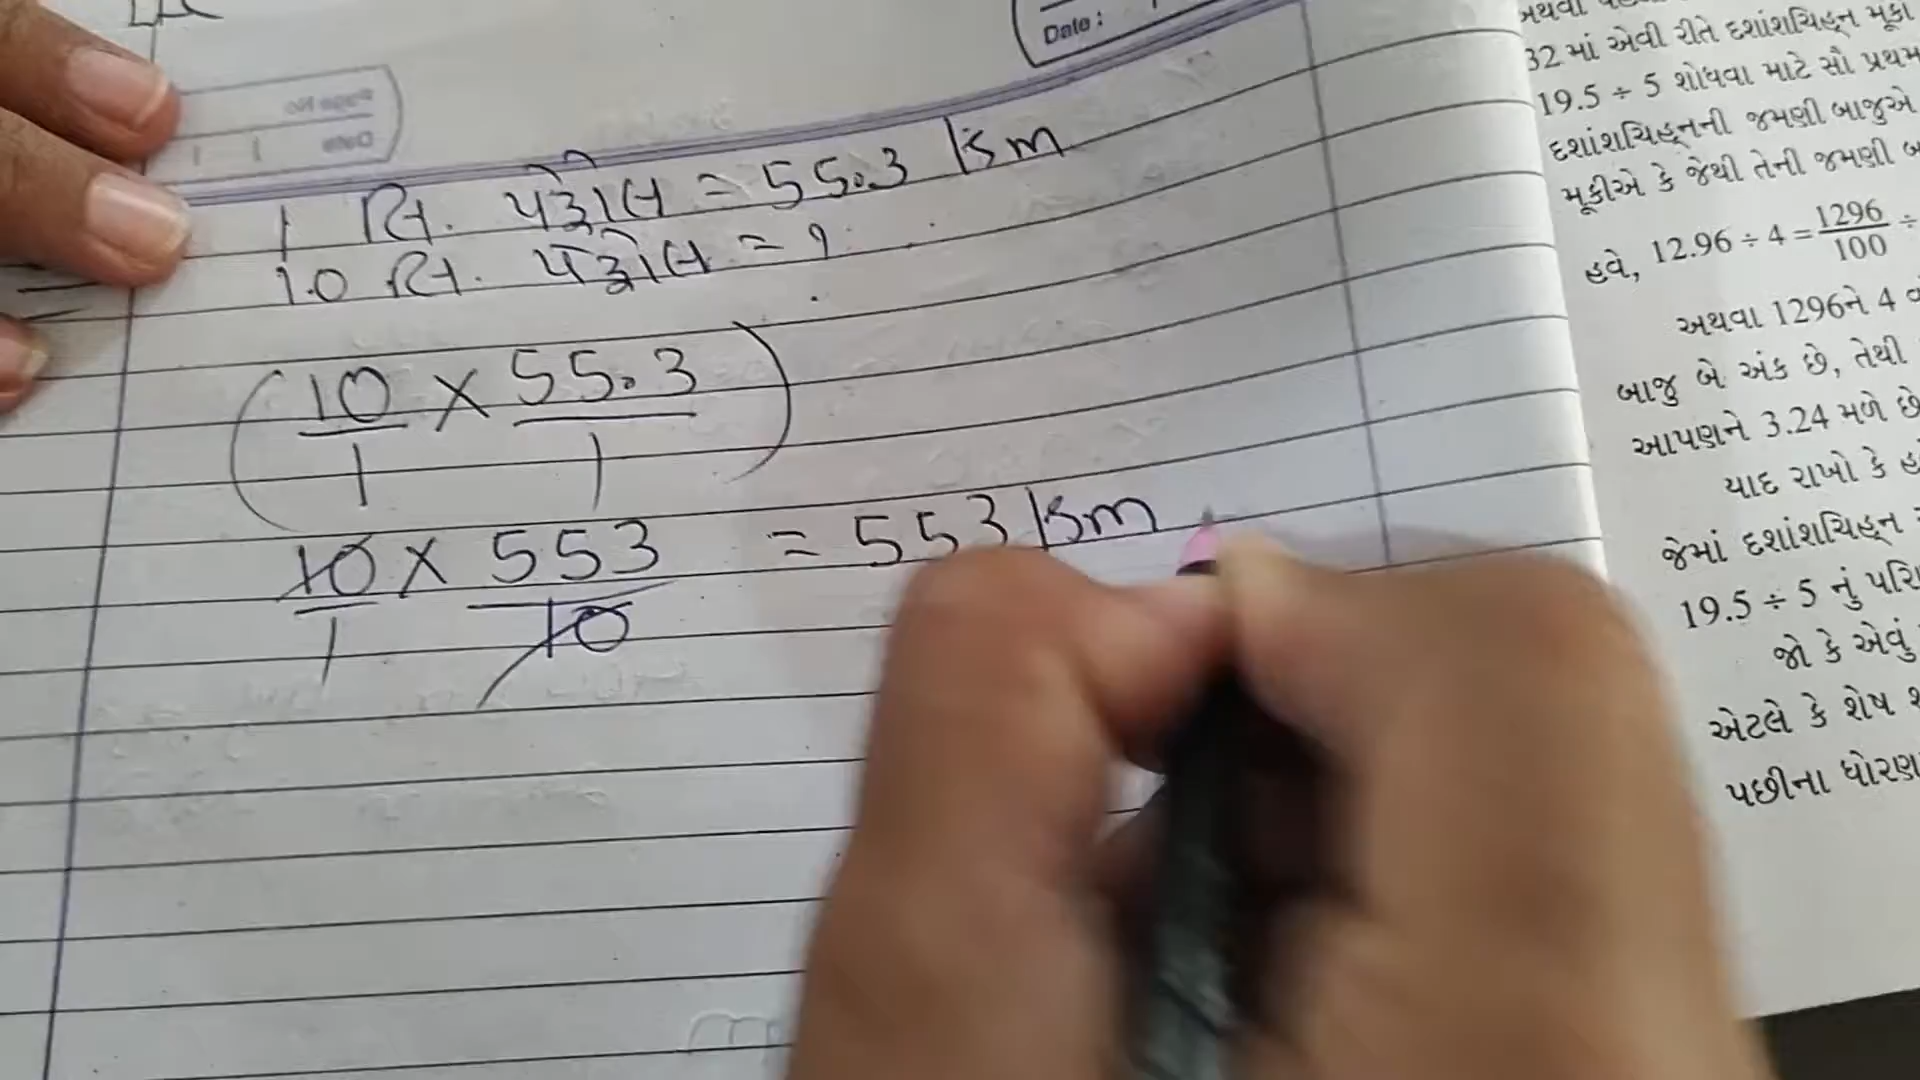 Date :
1 લિ. પેટ્રોલ = 55.3 km
10 લિ. પેટ્રોલ = ?
( 10/1 × 55.3/1 )
10/1 × 553/10 = 553 km
32 માં એવી રીતે દશાંશચિહ્ન મૂકી
19.5 ÷ 5 શોધવા માટે સૌ પ્રથમ
દશાંશચિહ્નની જમણી બાજુએ
મૂકીએ કે જેથી તેની જમણી
હવે, 12.96 ÷ 4 = 1296/100 ÷
અથવા 1296ને 4
બાજુ બે અંક છે, તેથી
આપણને 3.24 મળે છે
યાદ રાખો કે
જેમાં દશાંશચિહ્ન
19.5 ÷ 5 નું
જો કે એવું
એટલે કે શેષ
પછીના ધોરણ